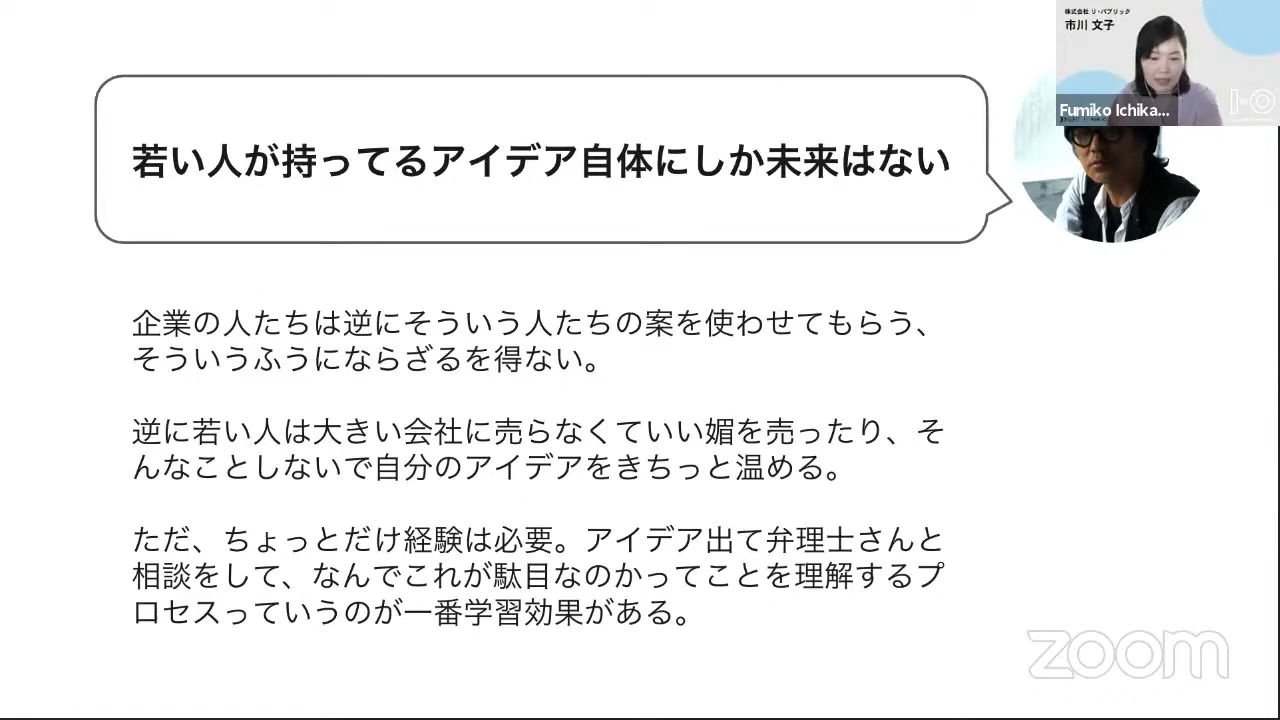 株式会社 リ・パブリック
市川 文子
Fumiko Ichika...
若い人が持ってるアイデア自体にしか未来はない
企業の人たちは逆にそういう人たちの案を使わせてもらう、
そういうふうにならざるを得ない。
逆に若い人は大きい会社に売らなくていい媚を売ったり、そ
んなことしないで自分のアイデアをきちっと温める。
ただ、ちょっとだけ経験は必要。アイデア出て弁理士さんと
相談をして、なんでこれが駄目なのかってことを理解するプ
ロセスっていうのが一番学習効果がある。
zoom